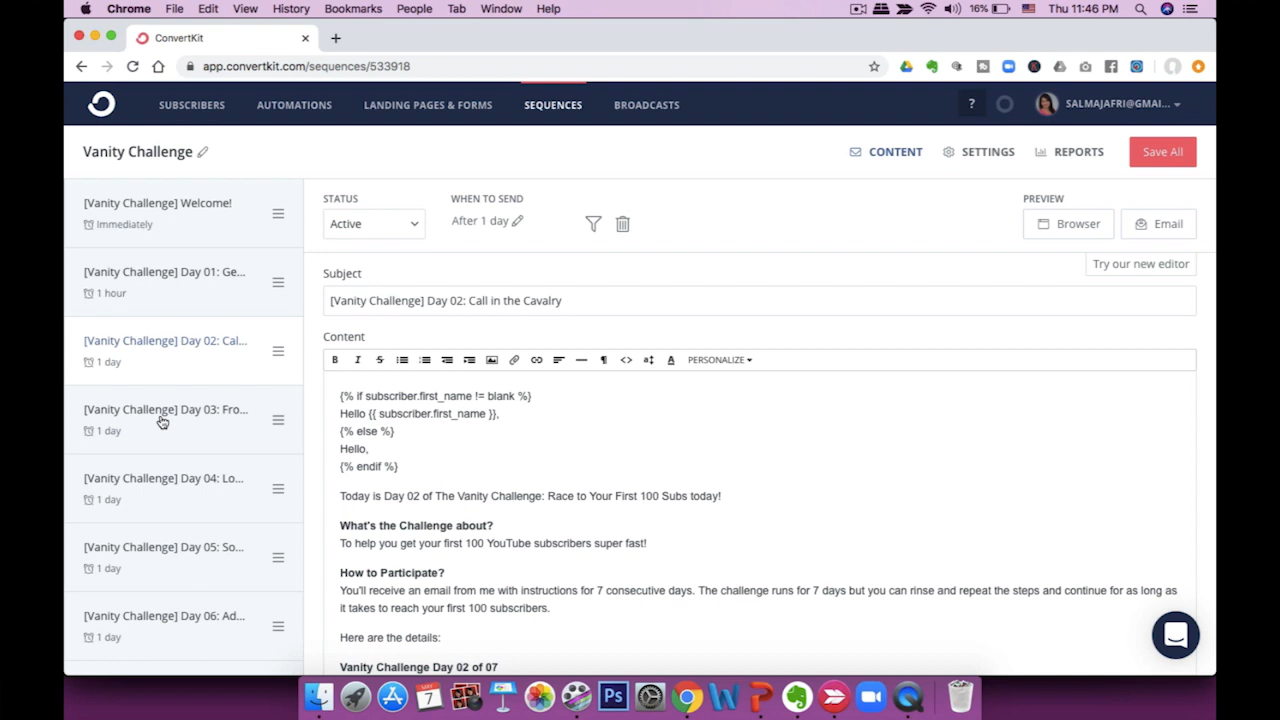 Chrome File Edit View History Bookmarks People Tab Window Help 16% Thu 11:46 PM
ConvertKit
app.convertkit.com/sequences/533918
SUBSCRIBERS AUTOMATIONS LANDING PAGES & FORMS SEQUENCES BROADCASTS ? SALMAJAFRI@GMAI...
Vanity Challenge CONTENT SETTINGS REPORTS Save All
[Vanity Challenge] Welcome!
Immediately
[Vanity Challenge] Day 01: Ge...
1 hour
[Vanity Challenge] Day 02: Cal...
1 day
[Vanity Challenge] Day 03: Fro...
1 day
[Vanity Challenge] Day 04: Lo...
1 day
[Vanity Challenge] Day 05: So...
1 day
[Vanity Challenge] Day 06: Ad...
1 day
STATUS WHEN TO SEND PREVIEW
Active After 1 day Browser Email
Try our new editor
Subject
[Vanity Challenge] Day 02: Call in the Cavalry
Content
B I S PERSONALIZE
{% if subscriber.first_name != blank %}
Hello {{ subscriber.first_name }},
{% else %}
Hello,
{% endif %}
Today is Day 02 of The Vanity Challenge: Race to Your First 100 Subs today!
What's the Challenge about?
To help you get your first 100 YouTube subscribers super fast!
How to Participate?
You'll receive an email from me with instructions for 7 consecutive days. The challenge runs for 7 days but you can rinse and repeat the steps and continue for as long as
it takes to reach your first 100 subscribers.
Here are the details:
Vanity Challenge Day 02 of 07
7
Ps